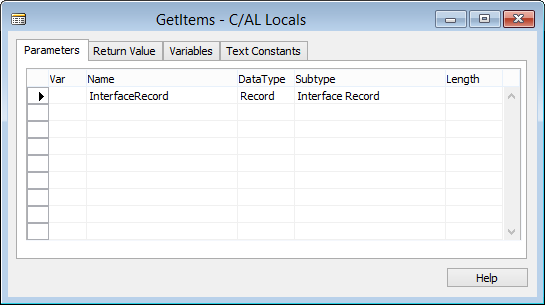 GetItems - C/AL Locals
Parameters Return Value Variables Text Constants
Var Name DataType Subtype Length
InterfaceRecord Record Interface Record
Help